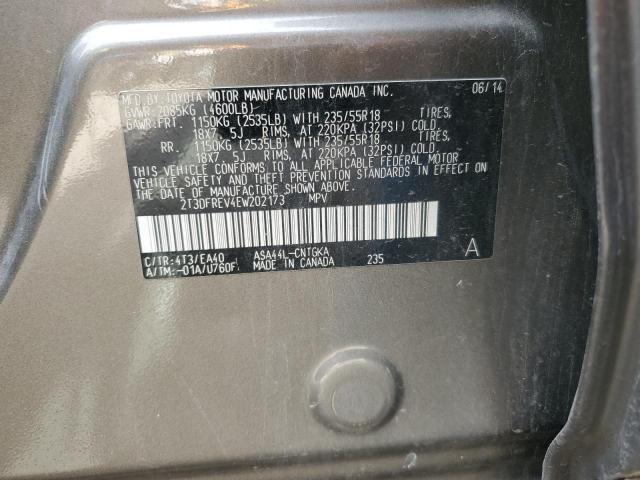 MFD.BY:TOYOTA MOTOR MANUFACTURING CANADA INC. 06/14
GVWR 2085KG (4600LB)
GAWR:FRT. 1150KG (2535LB) WITH 235/55R18 TIRES,
18X7.5J RIMS, AT 220KPA (32PSI) COLD.
RR. 1150KG (2535LB) WITH 235/55R18 TIRES,
18X7.5J RIMS, AT 220KPA (32PSI) COLD.
THIS VEHICLE CONFORMS TO ALL APPLICABLE FEDERAL MOTOR
VEHICLE SAFETY AND THEFT PREVENTION STANDARDS IN EFFECT ON
THE DATE OF MANUFACTURE SHOWN ABOVE.
2T3DFREV4EW202173 MPV
C/TR:4T3/EA40 ASA44L-CNTGKA A
A/TM:-01A/U760F MADE IN CANADA 235